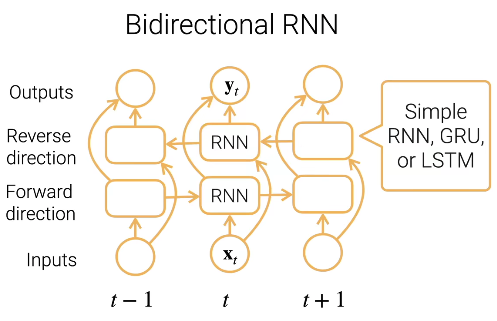 Bidirectional RNN
Outputs
y_t
Reverse
direction
RNN
Simple
RNN, GRU,
or LSTM
Forward
direction
RNN
Inputs
x_t
t − 1
t
t + 1